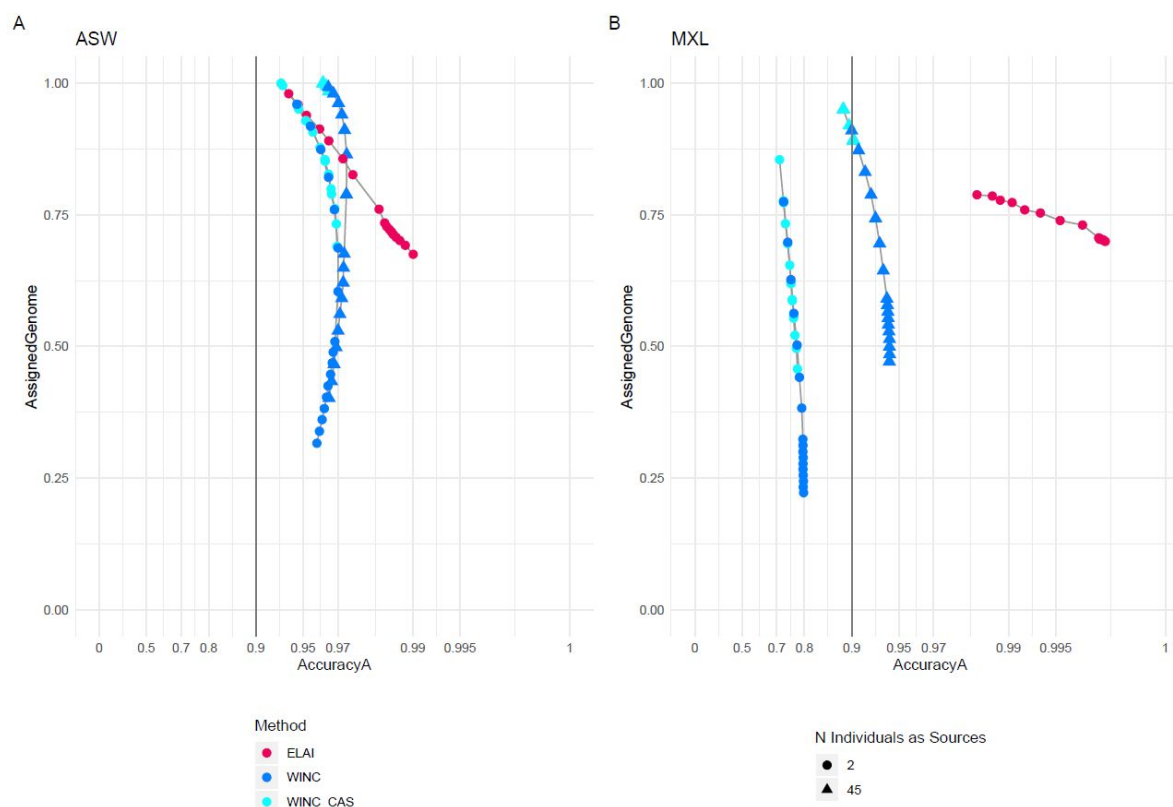 A
ASW
1.00
0.75
0.50
0.25
0.00
AssignedGenome
0 0.5 0.7 0.8 0.9 0.95 0.97 0.99 0.995 1
AccuracyA
B
MXL
1.00
0.75
0.50
0.25
0.00
AssignedGenome
0 0.5 0.7 0.8 0.9 0.95 0.97 0.99 0.995 1
AccuracyA
Method
ELAI
WINC
WINC_CAS
N Individuals as Sources
2
45